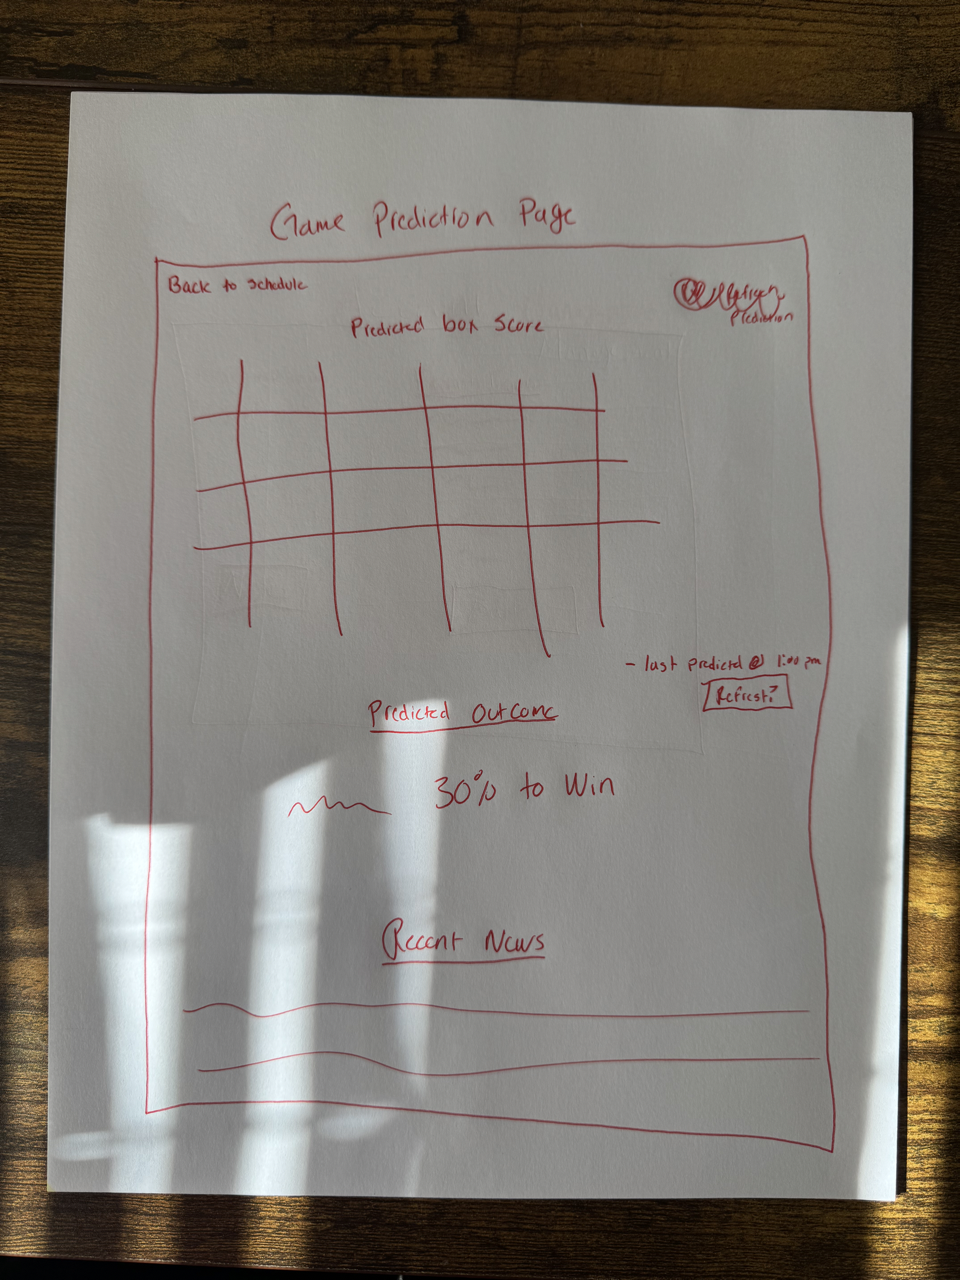 Game Prediction Page
Back to schedule
Prediction
Predicted box Score
- last predicted @ 1:00 pm
Refresh?
Predicted Outcome
30% to Win
Recent News